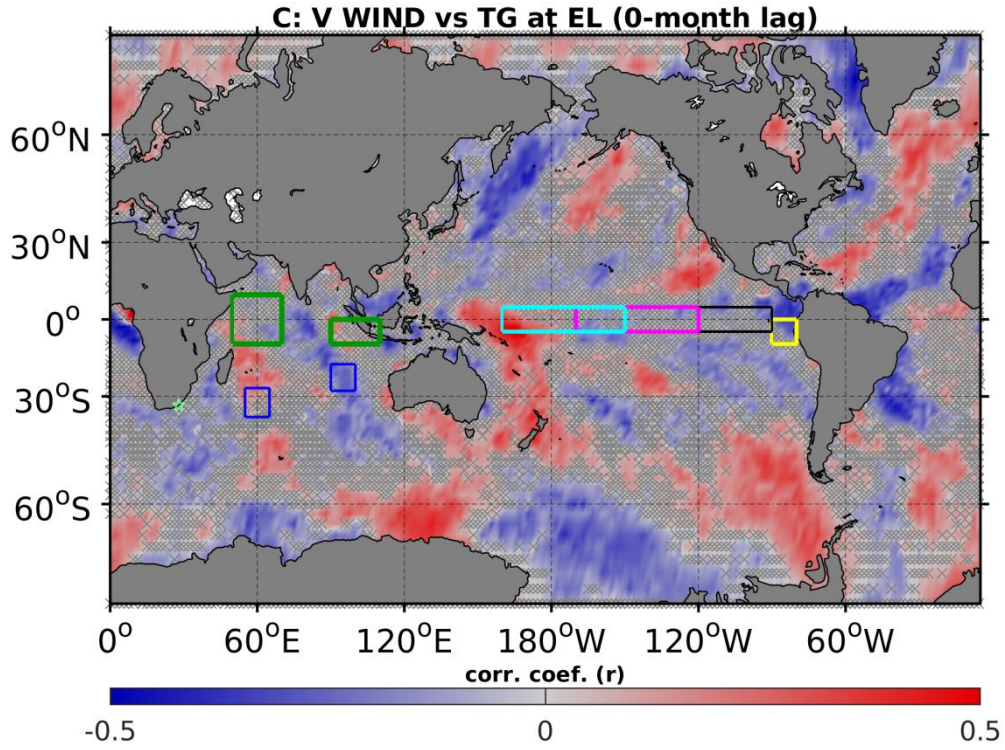 C: V WIND vs TG at EL (0-month lag)
60°N
30°N
0°
30°S
60°S
0° 60°E 120°E 180°W 120°W 60°W
corr. coef. (r)
-0.5 0 0.5